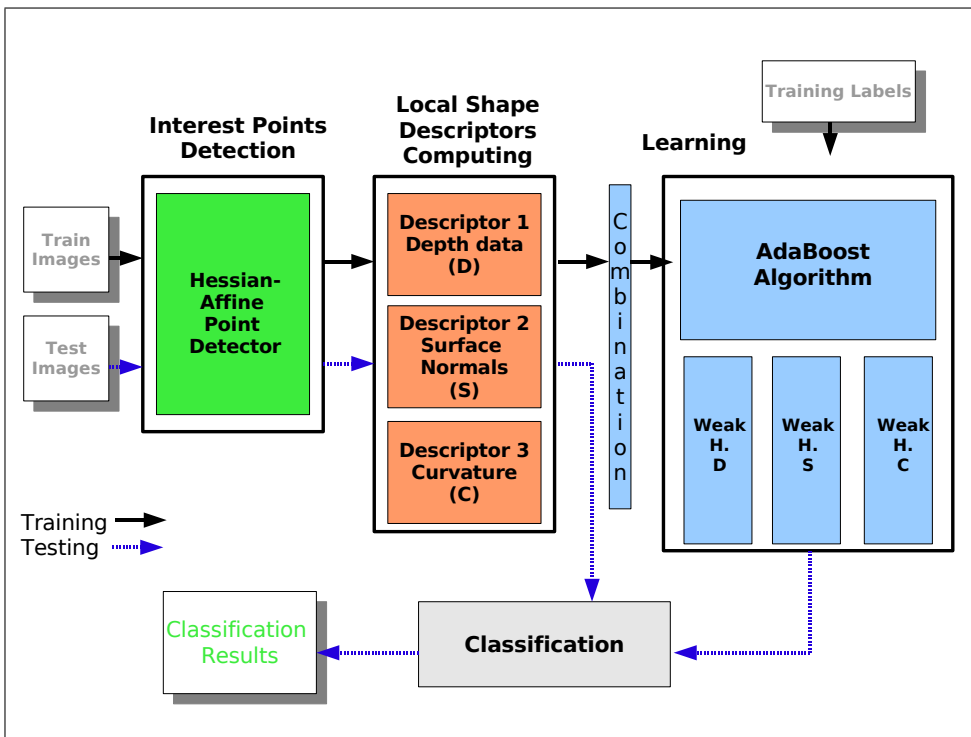 Training Labels
Interest Points
Detection
Local Shape
Descriptors
Computing
Learning
Train
Images
Test
Images
Hessian-
Affine
Point
Detector
Descriptor 1
Depth data
(D)
Descriptor 2
Surface
Normals
(S)
Descriptor 3
Curvature
(C)
Combination
AdaBoost
Algorithm
Weak
H.
D
Weak
H.
S
Weak
H.
C
Training
Testing
Classification
Results
Classification